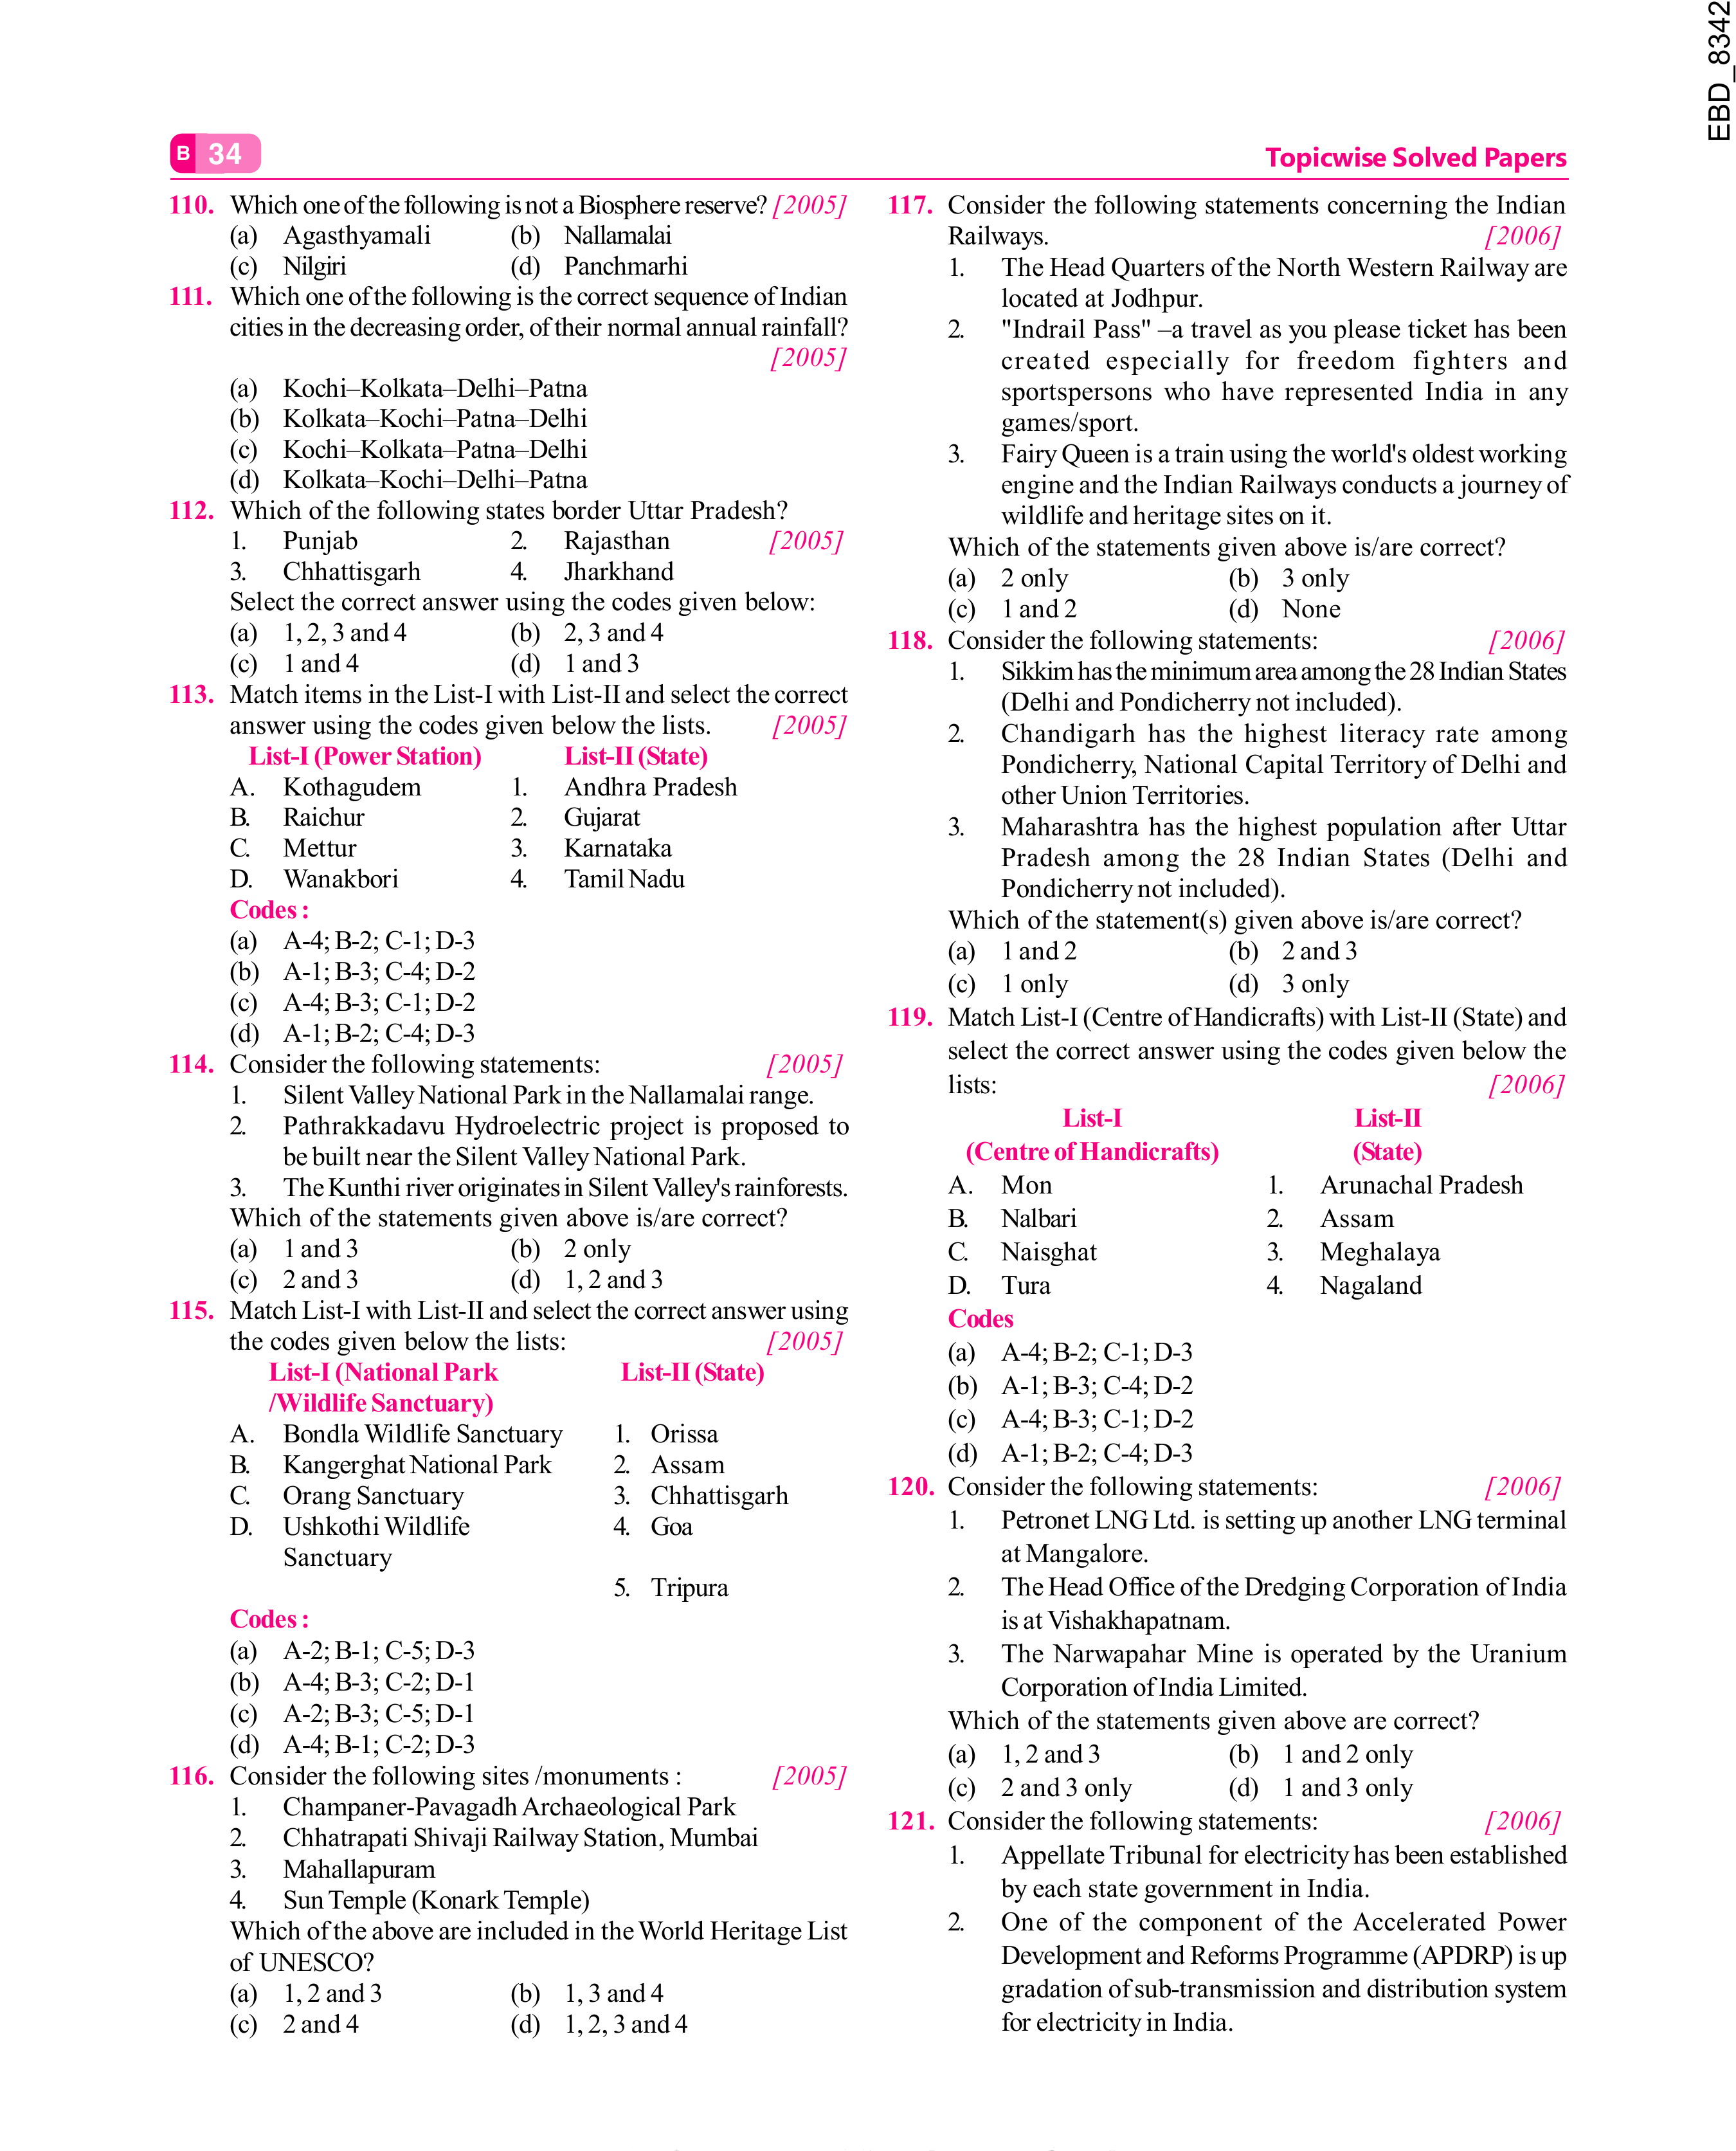 EBD_8342
B 34
Topicwise Solved Papers
110. Which one of the following is not a Biosphere reserve? [2005]
(a) Agasthyamali (b) Nallamalai
(c) Nilgiri (d) Panchmarhi
111. Which one of the following is the correct sequence of Indian
cities in the decreasing order, of their normal annual rainfall?
[2005]
(a) Kochi–Kolkata–Delhi–Patna
(b) Kolkata–Kochi–Patna–Delhi
(c) Kochi–Kolkata–Patna–Delhi
(d) Kolkata–Kochi–Delhi–Patna
112. Which of the following states border Uttar Pradesh?
1. Punjab 2. Rajasthan [2005]
3. Chhattisgarh 4. Jharkhand
Select the correct answer using the codes given below:
(a) 1, 2, 3 and 4 (b) 2, 3 and 4
(c) 1 and 4 (d) 1 and 3
113. Match items in the List-I with List-II and select the correct
answer using the codes given below the lists. [2005]
List-I (Power Station) List-II (State)
A. Kothagudem 1. Andhra Pradesh
B. Raichur 2. Gujarat
C. Mettur 3. Karnataka
D. Wanakbori 4. Tamil Nadu
Codes :
(a) A-4; B-2; C-1; D-3
(b) A-1; B-3; C-4; D-2
(c) A-4; B-3; C-1; D-2
(d) A-1; B-2; C-4; D-3
114. Consider the following statements: [2005]
1. Silent Valley National Park in the Nallamalai range.
2. Pathrakkadavu Hydroelectric project is proposed to
be built near the Silent Valley National Park.
3. The Kunthi river originates in Silent Valley's rainforests.
Which of the statements given above is/are correct?
(a) 1 and 3 (b) 2 only
(c) 2 and 3 (d) 1, 2 and 3
115. Match List-I with List-II and select the correct answer using
the codes given below the lists: [2005]
List-I (National Park List-II (State)
/Wildlife Sanctuary)
A. Bondla Wildlife Sanctuary 1. Orissa
B. Kangerghat National Park 2. Assam
C. Orang Sanctuary 3. Chhattisgarh
D. Ushkothi Wildlife 4. Goa
Sanctuary
5. Tripura
Codes :
(a) A-2; B-1; C-5; D-3
(b) A-4; B-3; C-2; D-1
(c) A-2; B-3; C-5; D-1
(d) A-4; B-1; C-2; D-3
116. Consider the following sites /monuments : [2005]
1. Champaner-Pavagadh Archaeological Park
2. Chhatrapati Shivaji Railway Station, Mumbai
3. Mahallapuram
4. Sun Temple (Konark Temple)
Which of the above are included in the World Heritage List
of UNESCO?
(a) 1, 2 and 3 (b) 1, 3 and 4
(c) 2 and 4 (d) 1, 2, 3 and 4
117. Consider the following statements concerning the Indian
Railways. [2006]
1. The Head Quarters of the North Western Railway are
located at Jodhpur.
2. "Indrail Pass" –a travel as you please ticket has been
created especially for freedom fighters and
sportspersons who have represented India in any
games/sport.
3. Fairy Queen is a train using the world's oldest working
engine and the Indian Railways conducts a journey of
wildlife and heritage sites on it.
Which of the statements given above is/are correct?
(a) 2 only (b) 3 only
(c) 1 and 2 (d) None
118. Consider the following statements: [2006]
1. Sikkim has the minimum area among the 28 Indian States
(Delhi and Pondicherry not included).
2. Chandigarh has the highest literacy rate among
Pondicherry, National Capital Territory of Delhi and
other Union Territories.
3. Maharashtra has the highest population after Uttar
Pradesh among the 28 Indian States (Delhi and
Pondicherry not included).
Which of the statement(s) given above is/are correct?
(a) 1 and 2 (b) 2 and 3
(c) 1 only (d) 3 only
119. Match List-I (Centre of Handicrafts) with List-II (State) and
select the correct answer using the codes given below the
lists: [2006]
List-I List-II
(Centre of Handicrafts) (State)
A. Mon 1. Arunachal Pradesh
B. Nalbari 2. Assam
C. Naisghat 3. Meghalaya
D. Tura 4. Nagaland
Codes
(a) A-4; B-2; C-1; D-3
(b) A-1; B-3; C-4; D-2
(c) A-4; B-3; C-1; D-2
(d) A-1; B-2; C-4; D-3
120. Consider the following statements: [2006]
1. Petronet LNG Ltd. is setting up another LNG terminal
at Mangalore.
2. The Head Office of the Dredging Corporation of India
is at Vishakhapatnam.
3. The Narwapahar Mine is operated by the Uranium
Corporation of India Limited.
Which of the statements given above are correct?
(a) 1, 2 and 3 (b) 1 and 2 only
(c) 2 and 3 only (d) 1 and 3 only
121. Consider the following statements: [2006]
1. Appellate Tribunal for electricity has been established
by each state government in India.
2. One of the component of the Accelerated Power
Development and Reforms Programme (APDRP) is up
gradation of sub-transmission and distribution system
for electricity in India.